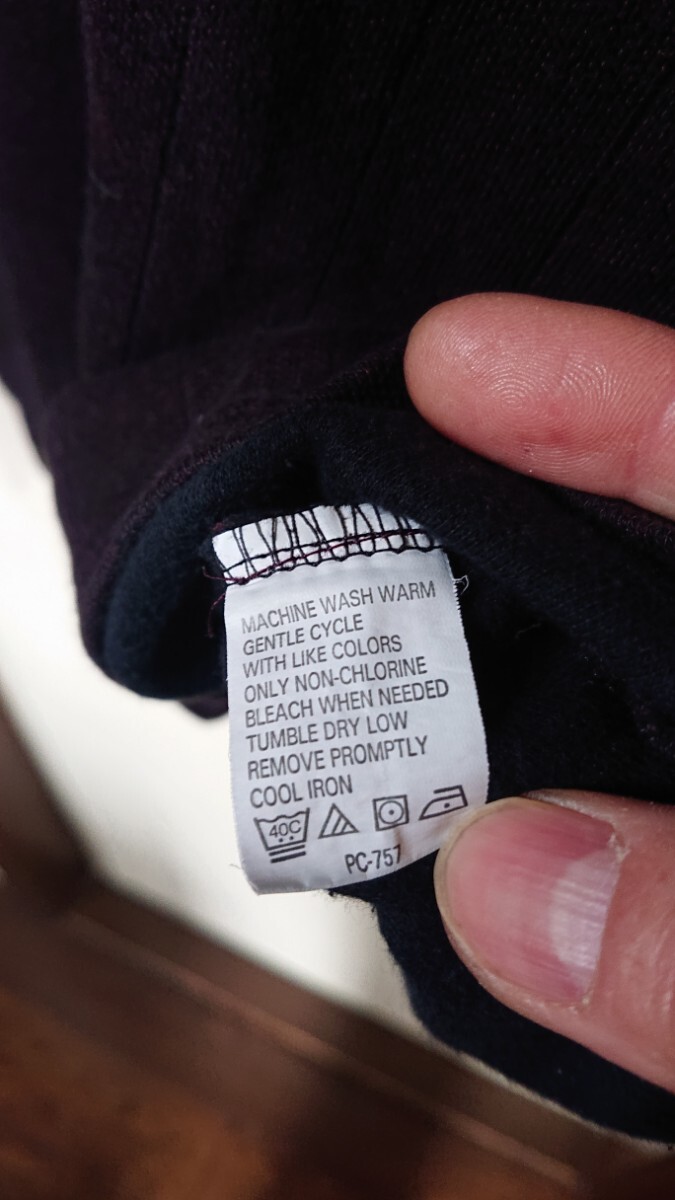 MACHINE WASH WARM
GENTLE CYCLE
WITH LIKE COLORS
ONLY NON-CHLORINE
BLEACH WHEN NEEDED
TUMBLE DRY LOW
REMOVE PROMPTLY
COOL IRON
40C
PC-757